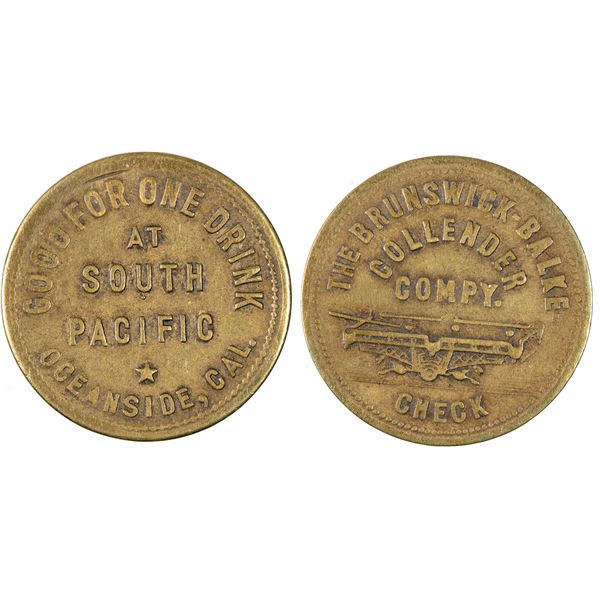 GOOD FOR ONE DRINK
AT
SOUTH
PACIFIC
OCEANSIDE, CAL.
THE BRUNSWICK-BALKE
COLLENDER
COMPY.
CHECK